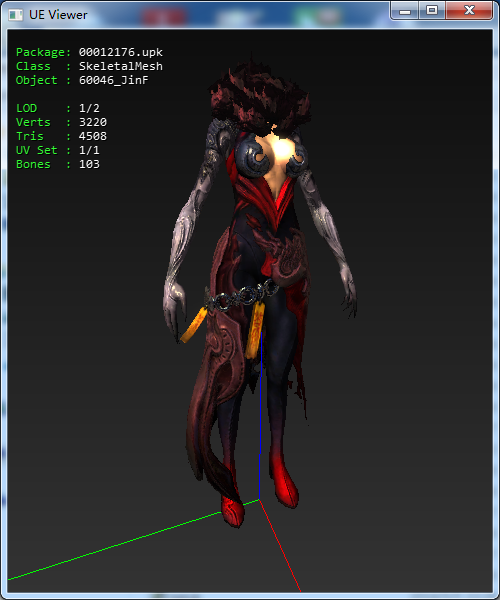 UE Viewer
Package: 00012176.upk
Class : SkeletalMesh
Object : 60046_JinF
LOD : 1/2
Verts : 3220
Tris : 4508
UV Set : 1/1
Bones : 103